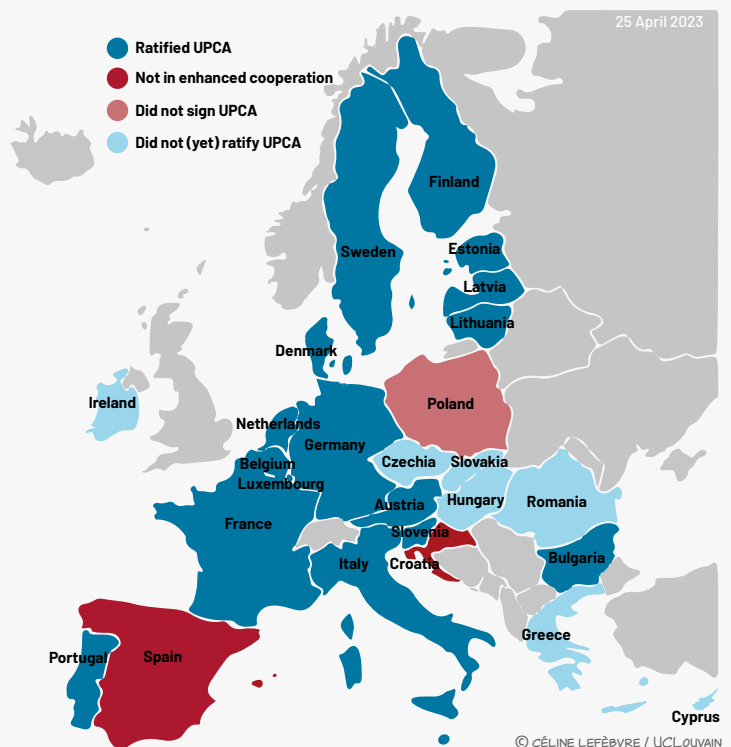 25 April 2023
Ratified UPCA
Not in enhanced cooperation
Did not sign UPCA
Did not (yet) ratify UPCA
Finland
Sweden
Estonia
Latvia
Lithuania
Denmark
Ireland
Poland
Netherlands
Germany
Belgium
Czechia
Slovakia
Luxembourg
Hungary
Romania
Austria
France
Slovenia
Bulgaria
Italy
Croatia
Greece
Portugal
Spain
Cyprus
© CÉLINE LEFÈBVRE / UCLOUVAIN